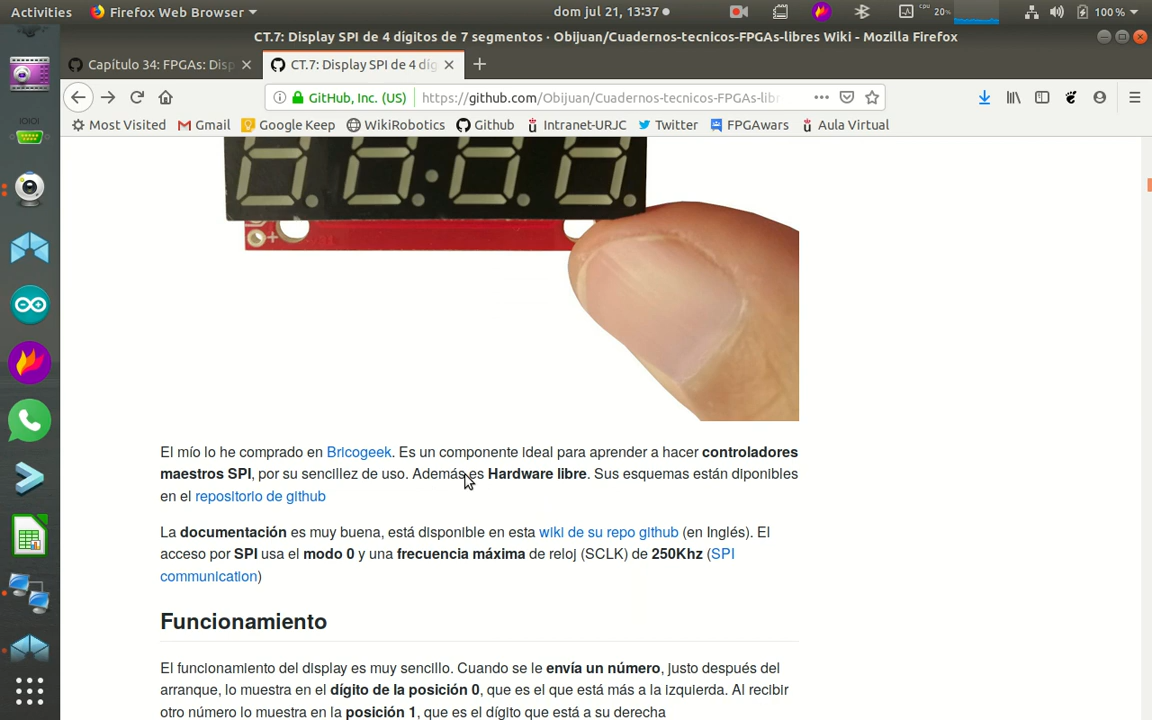 Activities Firefox Web Browser dom jul 21, 13:37 cpu 20% 100%
CT.7: Display SPI de 4 dígitos de 7 segmentos · Obijuan/Cuadernos-tecnicos-FPGAs-libres Wiki - Mozilla Firefox
Capítulo 34: FPGAs: Disp CT.7: Display SPI de 4 díg
GitHub, Inc. (US) https://github.com/Obijuan/Cuadernos-tecnicos-FPGAs-libr
Most Visited Gmail Google Keep WikiRobotics Github Intranet-URJC Twitter FPGAwars Aula Virtual
IOIOI
El mío lo he comprado en Bricogeek. Es un componente ideal para aprender a hacer controladores
maestros SPI, por su sencillez de uso. Además es Hardware libre. Sus esquemas están diponibles
en el repositorio de github
La documentación es muy buena, está disponible en esta wiki de su repo github (en Inglés). El
acceso por SPI usa el modo 0 y una frecuencia máxima de reloj (SCLK) de 250Khz (SPI
communication)
Funcionamiento
El funcionamiento del display es muy sencillo. Cuando se le envía un número, justo después del
arranque, lo muestra en el dígito de la posición 0, que es el que está más a la izquierda. Al recibir
otro número lo muestra en la posición 1, que es el dígito que está a su derecha